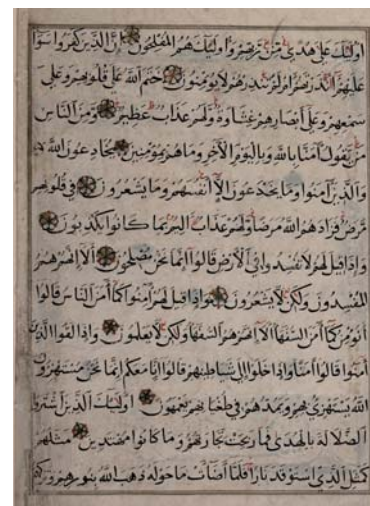 اولئك على هدى من ربهم واولئك هم المفلحون ان الذين كفروا سوا
عليهم ءانذرتهم ام لم تنذرهم لا يؤمنون ختم الله على قلوبهم وعلى
سمعهم وعلى ابصارهم غشاوة ولهم عذاب عظيم ومن الناس
من يقول امنا بالله وباليوم الاخر وما هم بمؤمنين يخادعون الله
والذين امنوا وما يخدعون الا انفسهم وما يشعرون في قلوبهم
مرض فزادهم الله مرضا ولهم عذاب اليم بما كانوا يكذبون
واذا قيل لهم لا تفسدوا في الارض قالوا انما نحن مصلحون الا انهم هم
المفسدون ولكن لا يشعرون واذا قيل لهم امنوا كما امن الناس قالوا
انؤمن كما امن السفها الا انهم هم السفها ولكن لا يعلمون واذا لقوا الذين
امنوا قالوا امنا واذا خلوا الى شياطينهم قالوا انا معكم انما نحن مستهزؤن
الله يستهزئ بهم ويمدهم في طغيانهم يعمهون اولئك الذين اشتروا
الضلالة بالهدى فما ربحت تجارتهم وما كانوا مهتدين مثلهم
كمثل الذي استوقد نارا فلما اضائت ما حوله ذهب الله بنورهم وتركهم